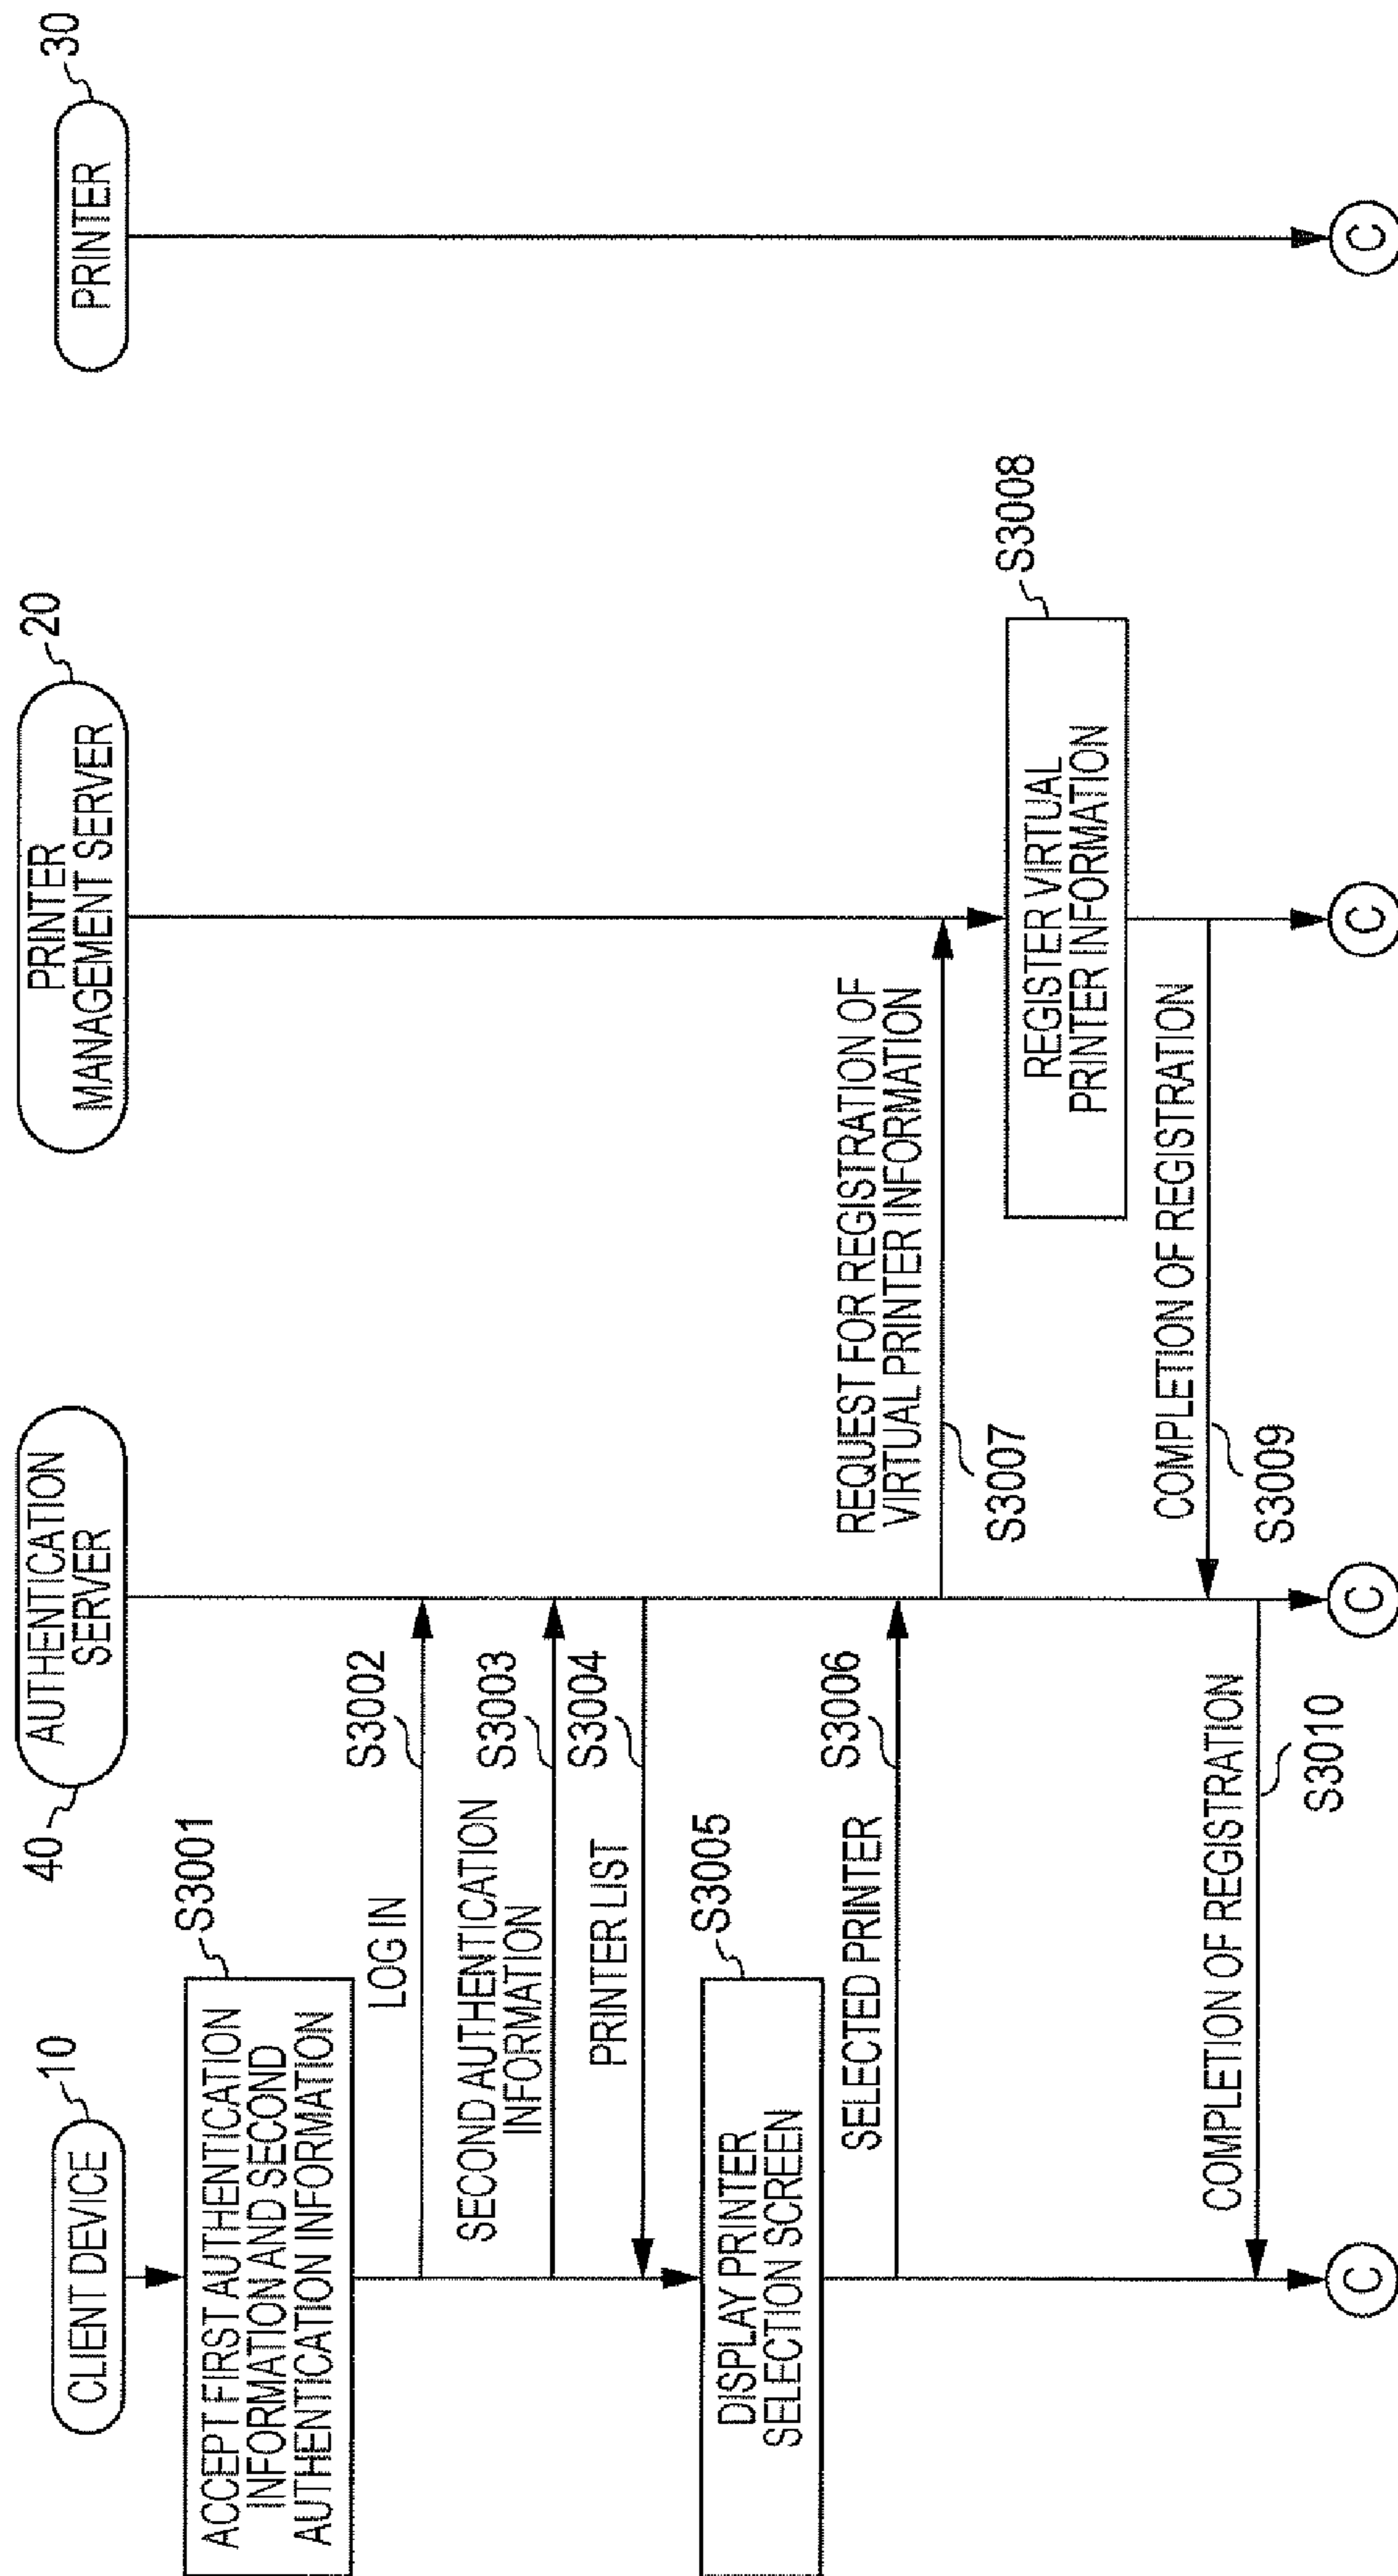 CLIENT DEVICE
10
AUTHENTICATION
SERVER
40
PRINTER
MANAGEMENT SERVER
20
PRINTER
30
ACCEPT FIRST AUTHENTICATION
INFORMATION AND SECOND
AUTHENTICATION INFORMATION
S3001
LOG IN
S3002
SECOND AUTHENTICATION
INFORMATION
S3003
PRINTER LIST
S3004
DISPLAY PRINTER
SELECTION SCREEN
S3005
SELECTED PRINTER
S3006
REQUEST FOR REGISTRATION OF
VIRTUAL PRINTER INFORMATION
S3007
REGISTER VIRTUAL
PRINTER INFORMATION
S3008
COMPLETION OF REGISTRATION
S3009
COMPLETION OF REGISTRATION
S3010
C
C
C
C